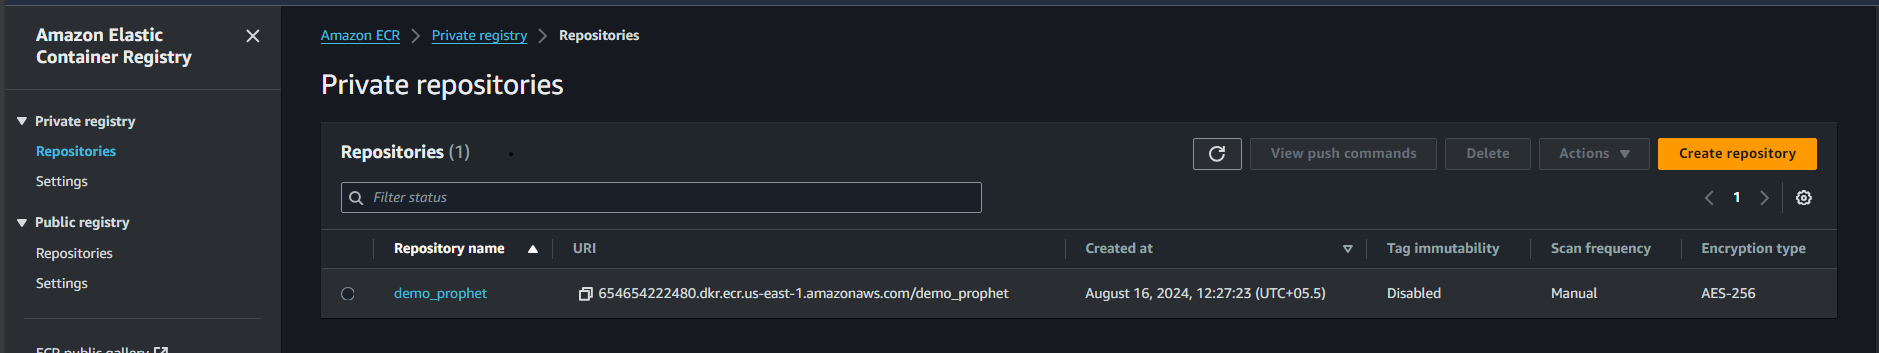 Amazon Elastic
Container Registry
Private registry
Repositories
Settings
Public registry
Repositories
Settings
ECR public gallery
Amazon ECR > Private registry > Repositories
Private repositories
Repositories (1)
View push commands
Delete
Actions
Create repository
Filter status
1
Repository name URI Created at Tag immutability Scan frequency Encryption type
demo_prophet 654654222480.dkr.ecr.us-east-1.amazonaws.com/demo_prophet August 16, 2024, 12:27:23 (UTC+05.5) Disabled Manual AES-256